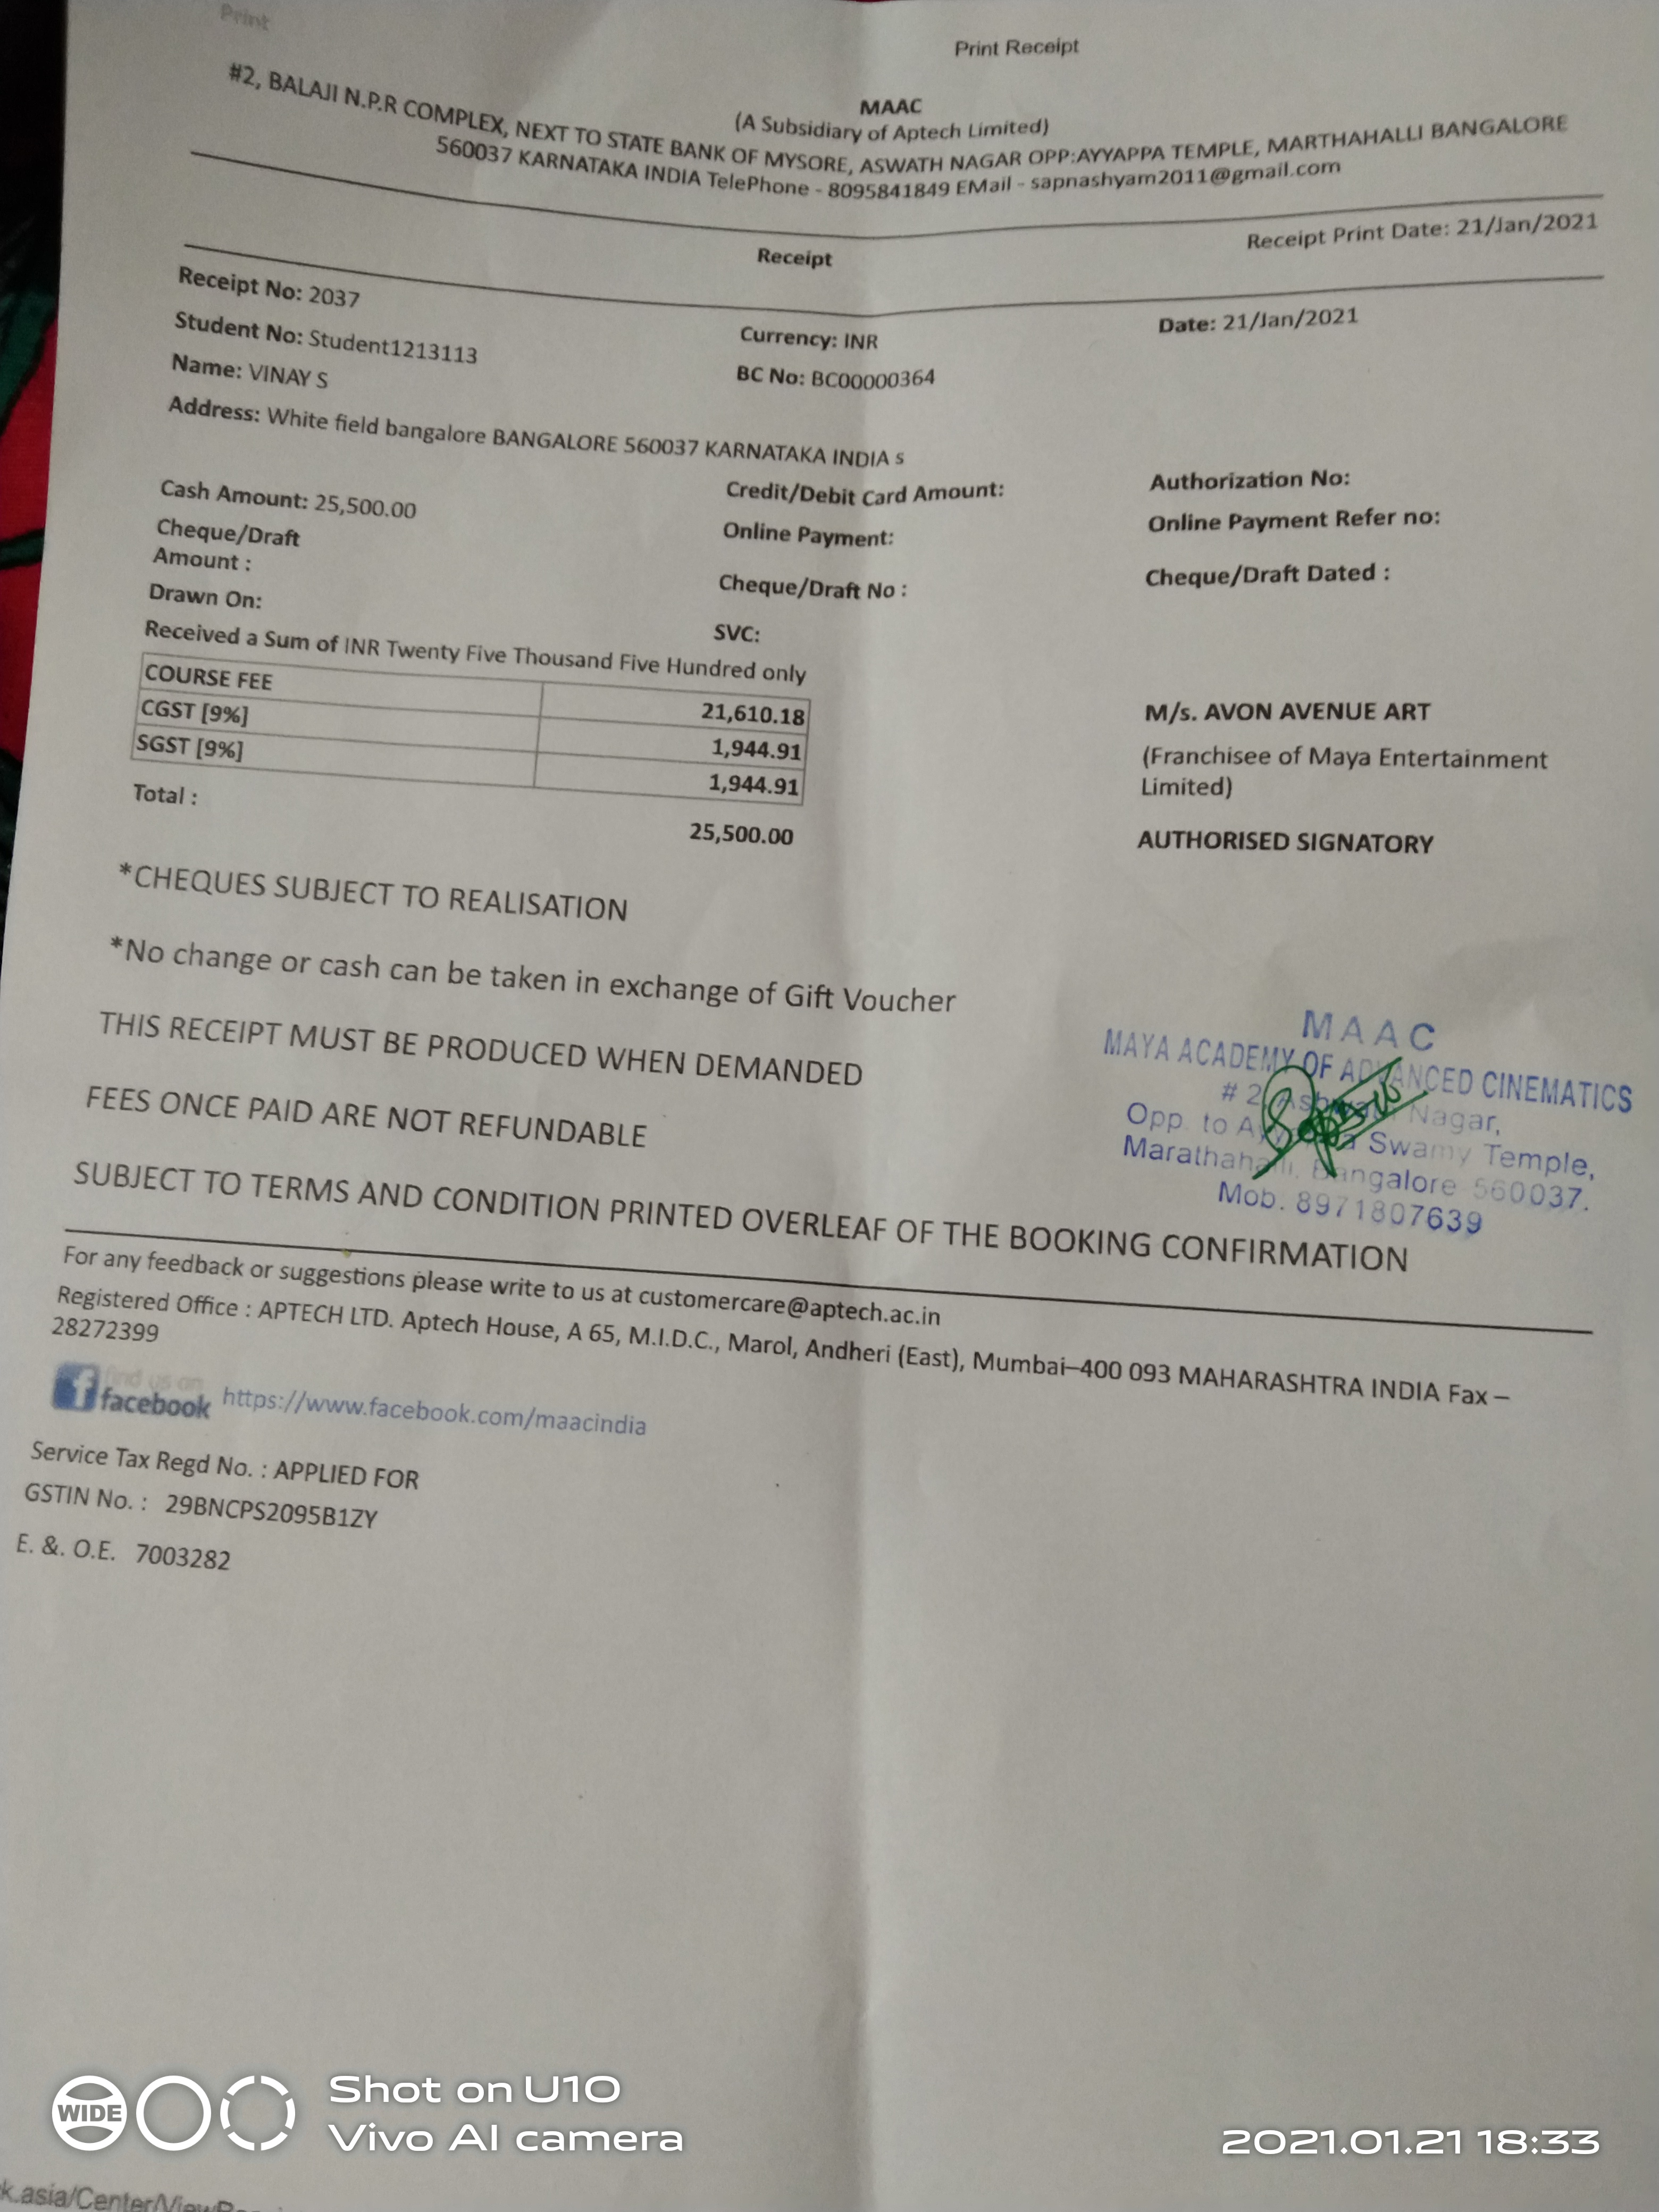 Print
Print Receipt
MAAC
(A Subsidiary of Aptech Limited)
#2, BALAJI N.P.R COMPLEX, NEXT TO STATE BANK OF MYSORE, ASWATH NAGAR OPP:AYYAPPA TEMPLE, MARTHAHALLI BANGALORE
560037 KARNATAKA INDIA TelePhone - 8095841849 EMail - sapnashyam2011@gmail.com
Receipt
Receipt Print Date: 21/Jan/2021
Receipt No: 2037
Student No: Student1213113 Currency: INR Date: 21/Jan/2021
Name: VINAY S BC No: BC00000364
Address: White field bangalore BANGALORE 560037 KARNATAKA INDIA s
Cash Amount: 25,500.00 Credit/Debit Card Amount: Authorization No:
Cheque/Draft
Amount : Online Payment: Online Payment Refer no:
Drawn On: Cheque/Draft No : Cheque/Draft Dated :
SVC:
Received a Sum of INR Twenty Five Thousand Five Hundred only
COURSE FEE 21,610.18
CGST [9%] 1,944.91
SGST [9%] 1,944.91
Total : 25,500.00
M/s. AVON AVENUE ART
(Franchisee of Maya Entertainment
Limited)
AUTHORISED SIGNATORY
*CHEQUES SUBJECT TO REALISATION
*No change or cash can be taken in exchange of Gift Voucher
THIS RECEIPT MUST BE PRODUCED WHEN DEMANDED
FEES ONCE PAID ARE NOT REFUNDABLE
SUBJECT TO TERMS AND CONDITION PRINTED OVERLEAF OF THE BOOKING CONFIRMATION
MAAC
MAYA ACADEMY OF ADVANCED CINEMATICS
# 2, Nagar,
Opp. to Swamy Temple,
Marathahalli, Bangalore 560037.
Mob. 8971807639
For any feedback or suggestions please write to us at customercare@aptech.ac.in
Registered Office : APTECH LTD. Aptech House, A 65, M.I.D.C., Marol, Andheri (East), Mumbai–400 093 MAHARASHTRA INDIA Fax –
28272399
find us on
facebook https://www.facebook.com/maacindia
Service Tax Regd No. : APPLIED FOR
GSTIN No. : 29BNCPS2095B1ZY
E. &. O.E. 7003282
WIDE
Shot on U10
Vivo AI camera
2021.01.21 18:33
k.asia/Center/View